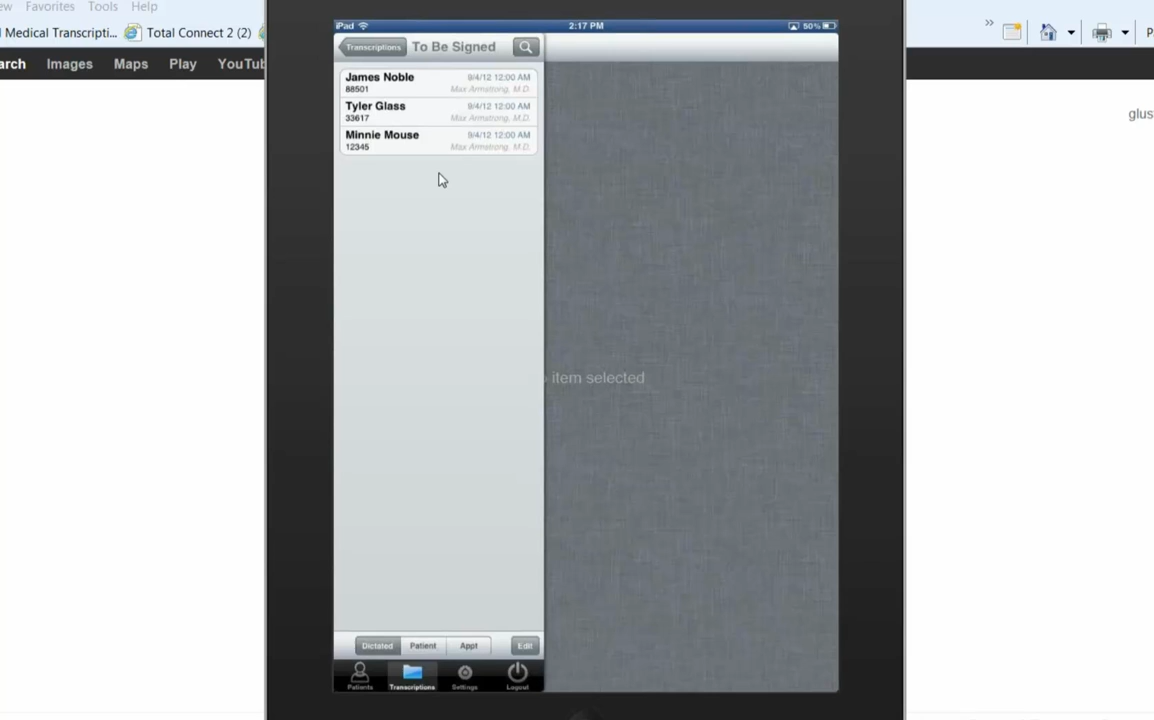 ew Favorites Tools Help
Medical Transcripti... Total Connect 2 (2)
arch Images Maps Play YouTub
glus
iPad 2:17 PM 50%
Transcriptions To Be Signed
James Noble 9/4/12 12:00 AM
88501 Max Armstrong, M.D.
Tyler Glass 9/4/12 12:00 AM
33617 Max Armstrong, M.D.
Minnie Mouse 9/4/12 12:00 AM
12345 Max Armstrong, M.D.
item selected
Dictated Patient Appt Edit
Patients Transcriptions Settings Logout